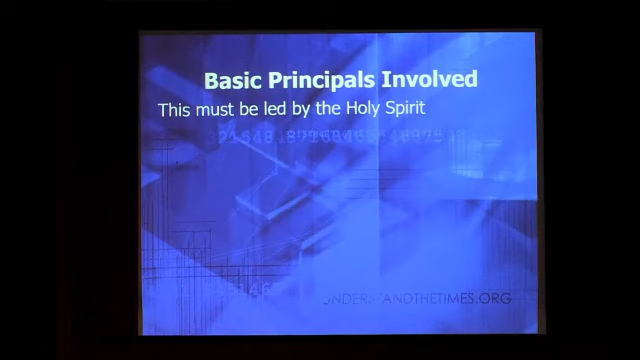 Basic Principals Involved
This must be led by the Holy Spirit
UNDERSTANDTHETIMES.ORG